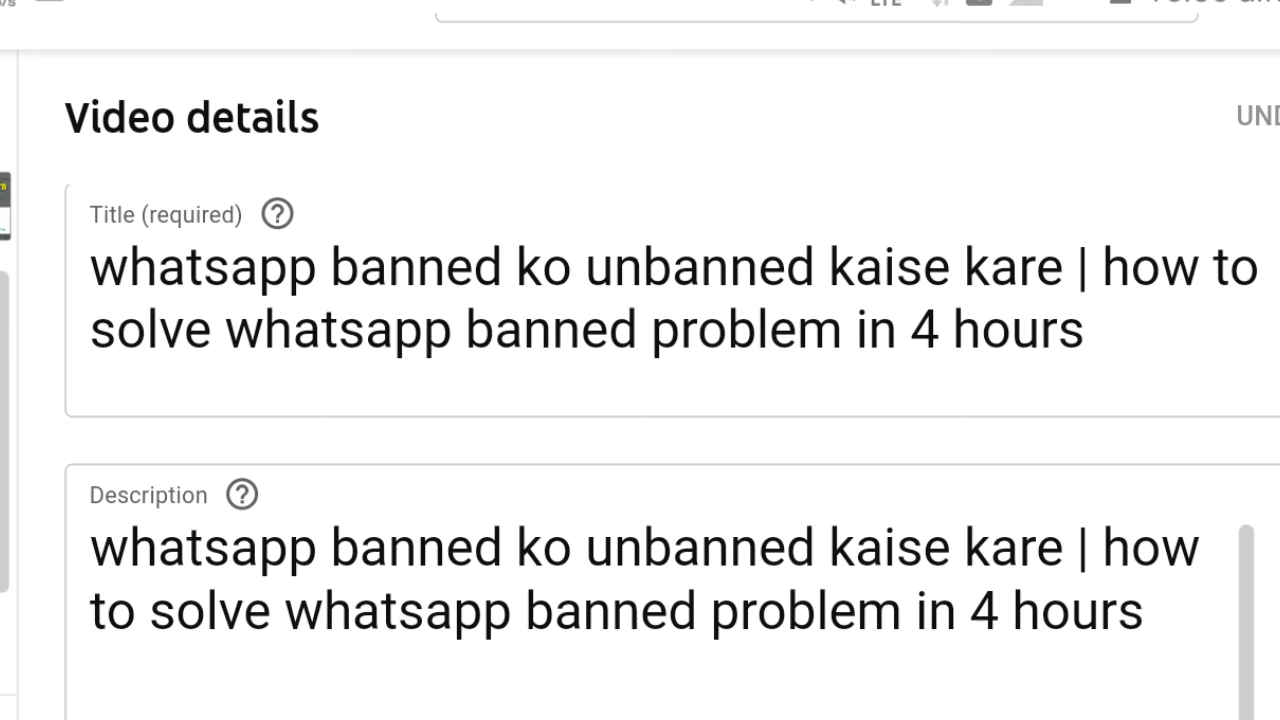 Video details
UND
Title (required)
whatsapp banned ko unbanned kaise kare | how to
solve whatsapp banned problem in 4 hours
Description
whatsapp banned ko unbanned kaise kare | how
to solve whatsapp banned problem in 4 hours